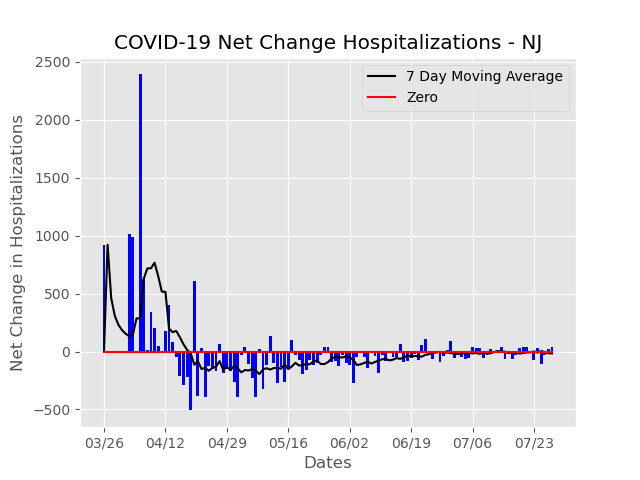 COVID-19 Net Change Hospitalizations - NJ
7 Day Moving Average
Zero
Net Change in Hospitalizations
2500
2000
1500
1000
500
0
−500
03/26 04/12 04/29 05/16 06/02 06/19 07/06 07/23
Dates